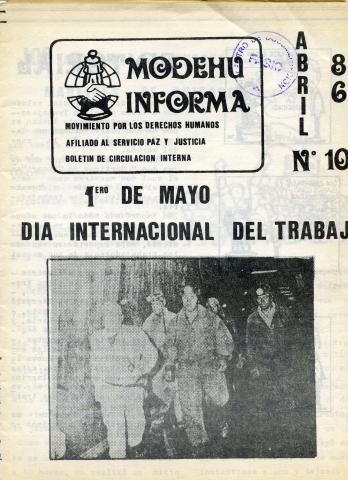 MODEHU
INFORMA
MOVIMIENTO POR LOS DERECHOS HUMANOS
AFILIADO AL SERVICIO PAZ Y JUSTICIA
BOLETIN DE CIRCULACION INTERNA
ABRIL
86
N° 10
1ERO DE MAYO
DIA INTERNACIONAL DEL TRABAJ